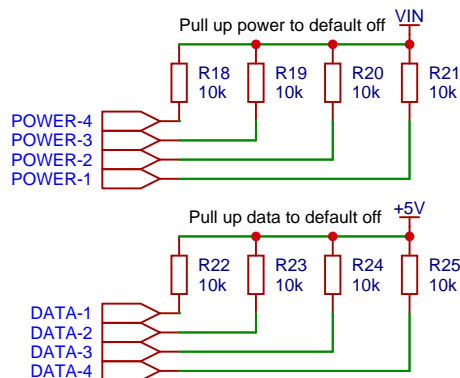 Pull up power to default off
VIN
R18 R19 R20 R21
10k 10k 10k 10k
POWER-4
POWER-3
POWER-2
POWER-1
Pull up data to default off
+5V
R22 R23 R24 R25
10k 10k 10k 10k
DATA-1
DATA-2
DATA-3
DATA-4